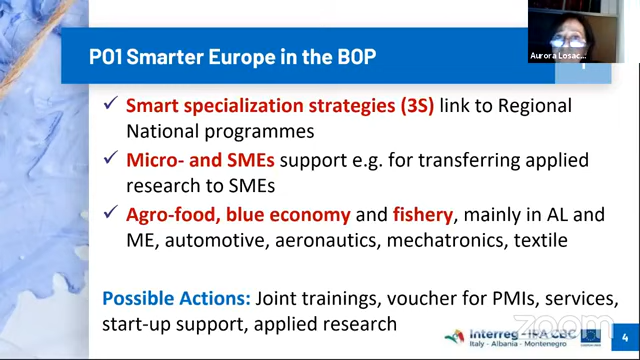 PO1 Smarter Europe in the BOP
Aurora Losac...
Smart specialization strategies (3S) link to Regional
National programmes
Micro- and SMEs support e.g. for transferring applied
research to SMEs
Agro-food, blue economy and fishery, mainly in AL and
ME, automotive, aeronautics, mechatronics, textile
Possible Actions: Joint trainings, voucher for PMIs, services,
start-up support, applied research
Interreg - IPA CBC
Italy - Albania - Montenegro
zoom
4